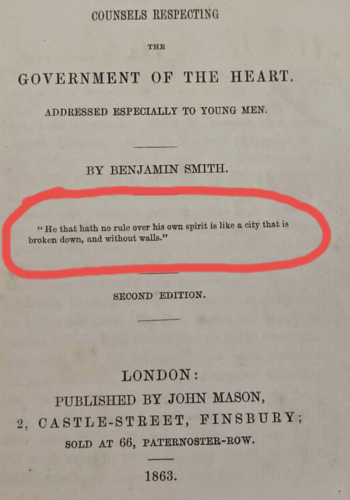 COUNSELS RESPECTING
THE
GOVERNMENT OF THE HEART.
ADDRESSED ESPECIALLY TO YOUNG MEN.
BY BENJAMIN SMITH.
"He that hath no rule over his own spirit is like a city that is
broken down, and without walls."
SECOND EDITION.
LONDON:
PUBLISHED BY JOHN MASON,
2, CASTLE-STREET, FINSBURY;
SOLD AT 66, PATERNOSTER-ROW.
1863.